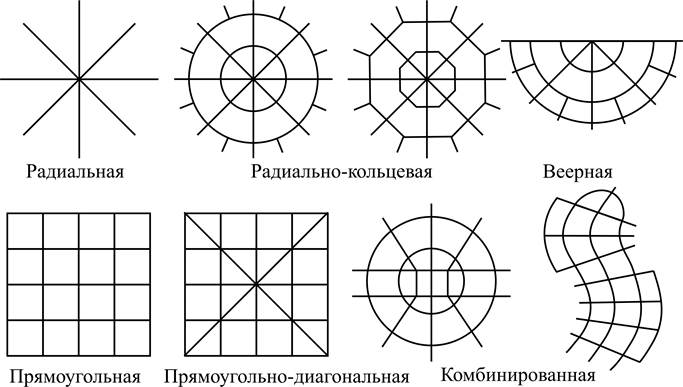 Радиальная
Радиально-кольцевая
Веерная
Прямоугольная
Прямоугольно-диагональная
Комбинированная